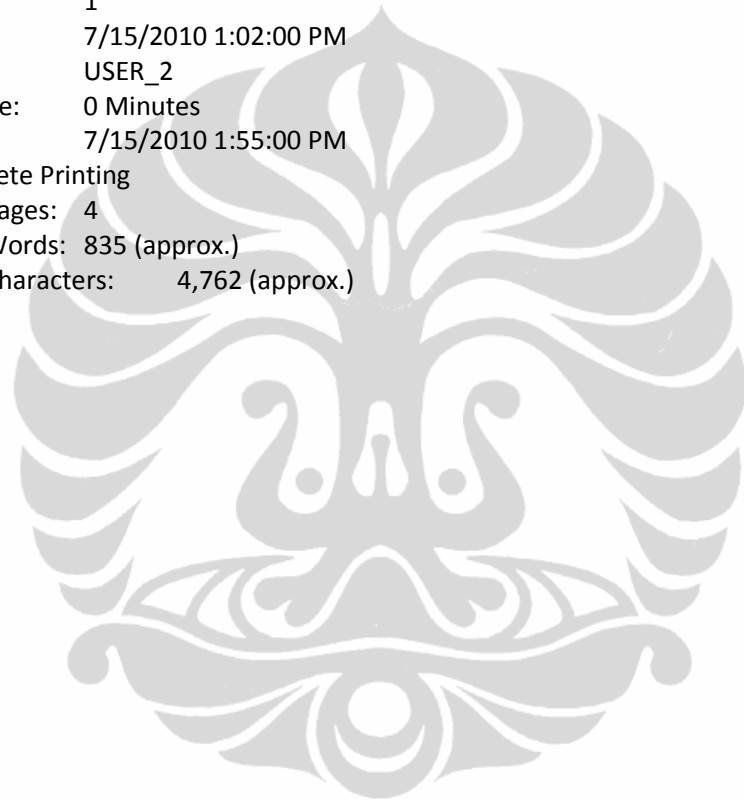 1
7/15/2010 1:02:00 PM
USER_2
e: 0 Minutes
7/15/2010 1:55:00 PM
ete Printing
ages: 4
Words: 835 (approx.)
haracters: 4,762 (approx.)